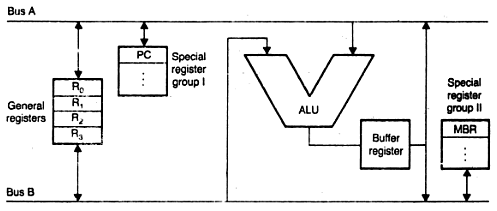 Bus A
PC
⋮
Special
register
group I
General
registers
R₀
R₁
R₂
R₃
ALU
Buffer
register
Special
register
group II
MBR
⋮
Bus B